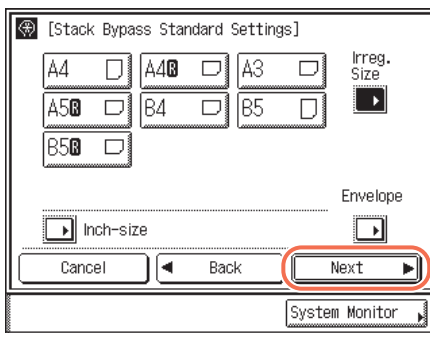 [Stack Bypass Standard Settings]
A4 A4R A3 Irreg. Size
A5R B4 B5
B5R
Envelope
Inch-size
Cancel Back Next
System Monitor